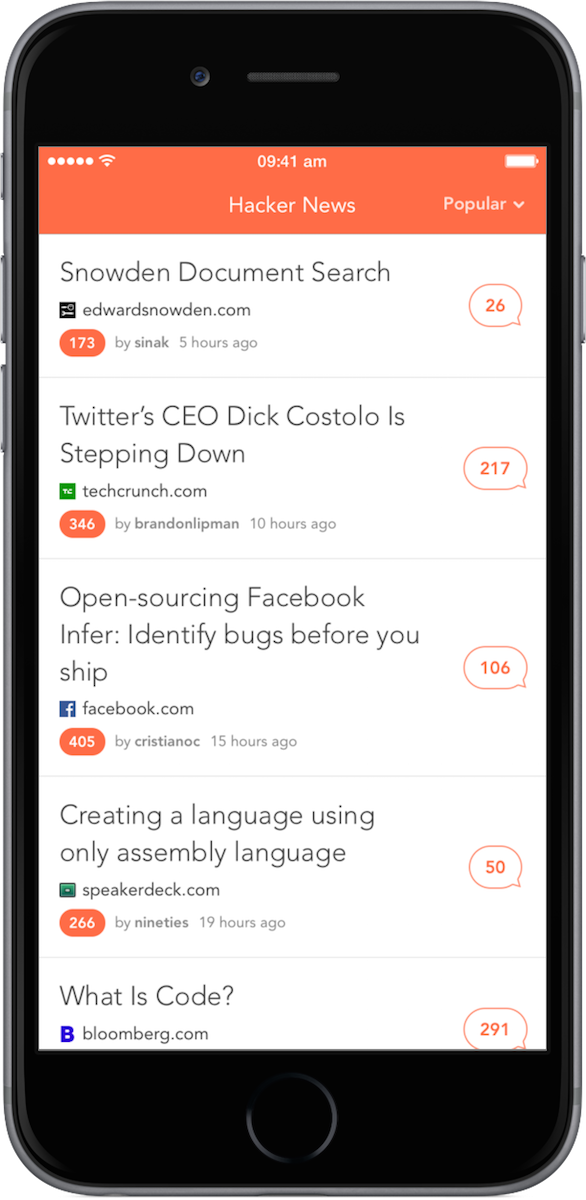 09:41 am
Hacker News
Popular
Snowden Document Search
edwardsnowden.com
26
173 by sinak 5 hours ago
Twitter’s CEO Dick Costolo Is
Stepping Down
217
techcrunch.com
TC
346 by brandonlipman 10 hours ago
Open-sourcing Facebook
Infer: Identify bugs before you
ship
106
f facebook.com
405 by cristianoc 15 hours ago
Creating a language using
only assembly language
50
speakerdeck.com
266 by nineties 19 hours ago
What Is Code?
B bloomberg.com
291